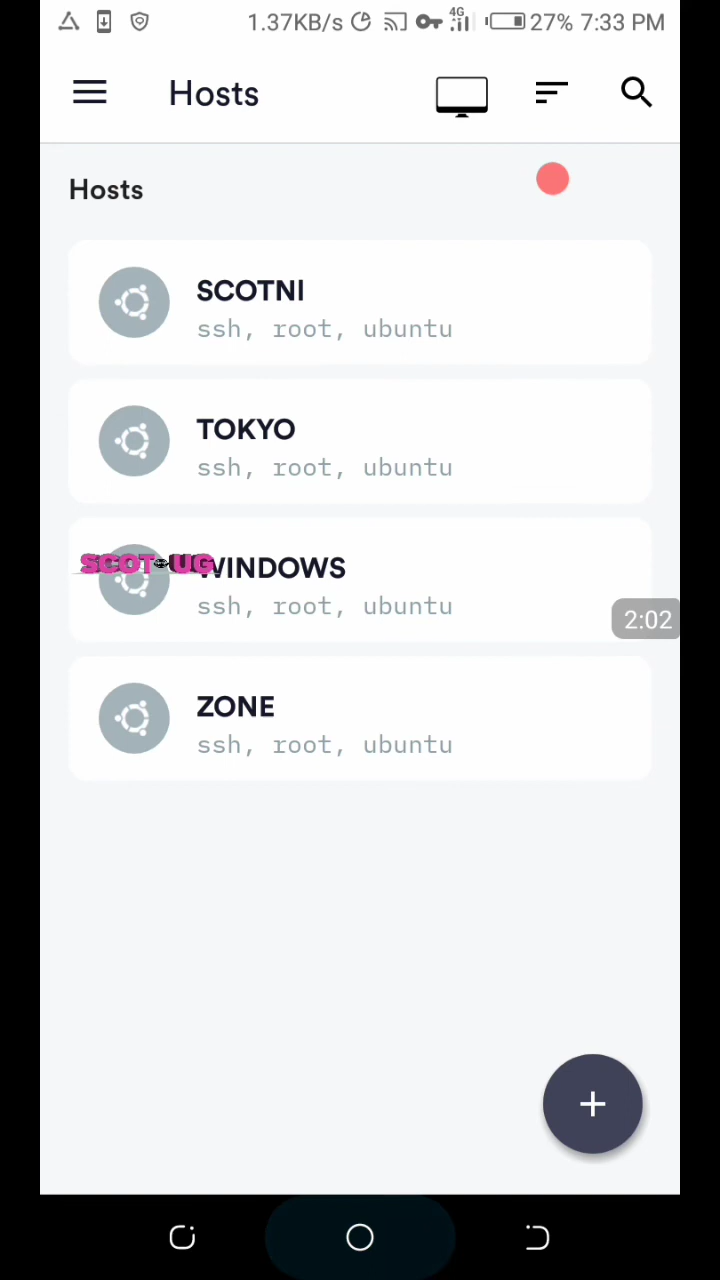 1.37KB/s 4G 27% 7:33 PM
Hosts
Hosts
SCOTNI
ssh, root, ubuntu
TOKYO
ssh, root, ubuntu
SCOT UG WINDOWS
ssh, root, ubuntu
2:02
ZONE
ssh, root, ubuntu
+